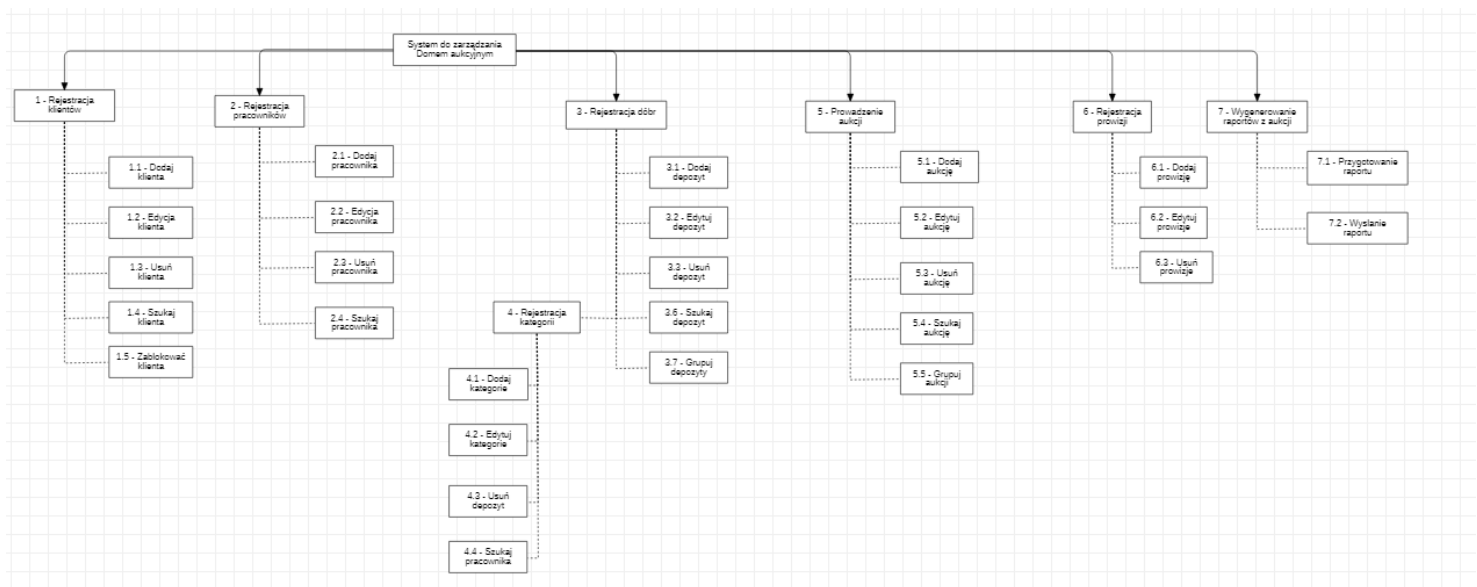 System do zarządzania
Domem aukcyjnym
1 - Rejestracja
klientów
2 - Rejestracja
pracowników
3 - Rejestracja dóbr
5 - Prowadzenie
aukcji
6 - Rejestracja
prowizji
7 - Wygenerowanie
raportów z aukcji
1.1 - Dodaj
klienta
1.2 - Edycja
klienta
1.3 - Usuń
klienta
1.4 - Szukaj
klienta
1.5 - Zablokować
klienta
2.1 - Dodaj
pracownika
2.2 - Edycja
pracownika
2.3 - Usuń
pracownika
2.4 - Szukaj
pracownika
3.1 - Dodaj
depozyt
3.2 - Edytuj
depozyt
3.3 - Usuń
depozyt
3.6 - Szukaj
depozyt
3.7 - Grupuj
depozyty
4 - Rejestracja
kategorii
4.1 - Dodaj
kategorie
4.2 - Edytuj
kategorie
4.3 - Usuń
depozyt
4.4 - Szukaj
pracownika
5.1 - Dodaj
aukcję
5.2 - Edytuj
aukcję
5.3 - Usuń
aukcję
5.4 - Szukaj
aukcję
5.5 - Grupuj
aukcji
6.1 - Dodaj
prowizję
6.2 - Edytuj
prowizje
6.3 - Usuń
prowizje
7.1 - Przygotowanie
raportu
7.2 - Wysłanie
raportu